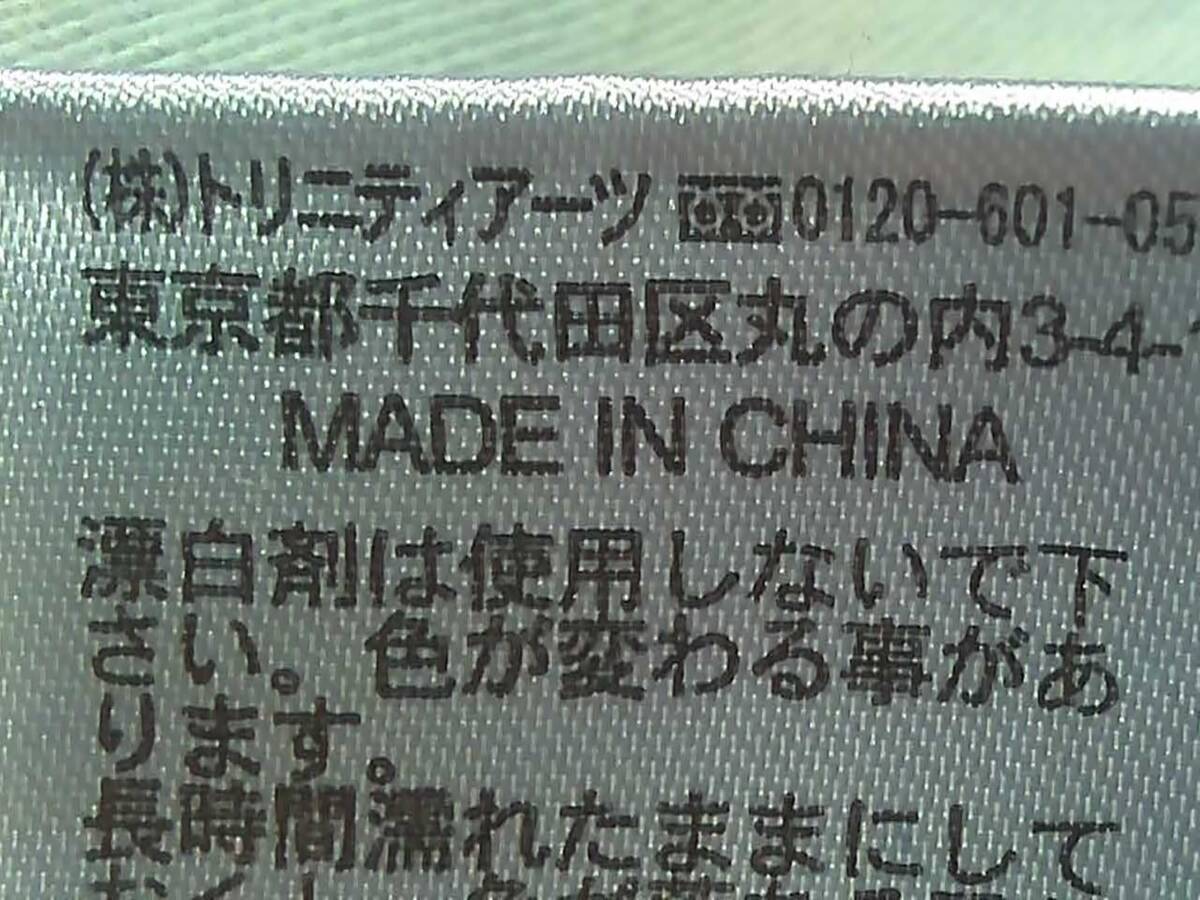 (株)トリニティアーツ 0120-601-05
東京都千代田区丸の内3-4-
MADE IN CHINA
漂白剤は使用しないで下
さい。色が変わる事があ
ります。
長時間濡れたままにして